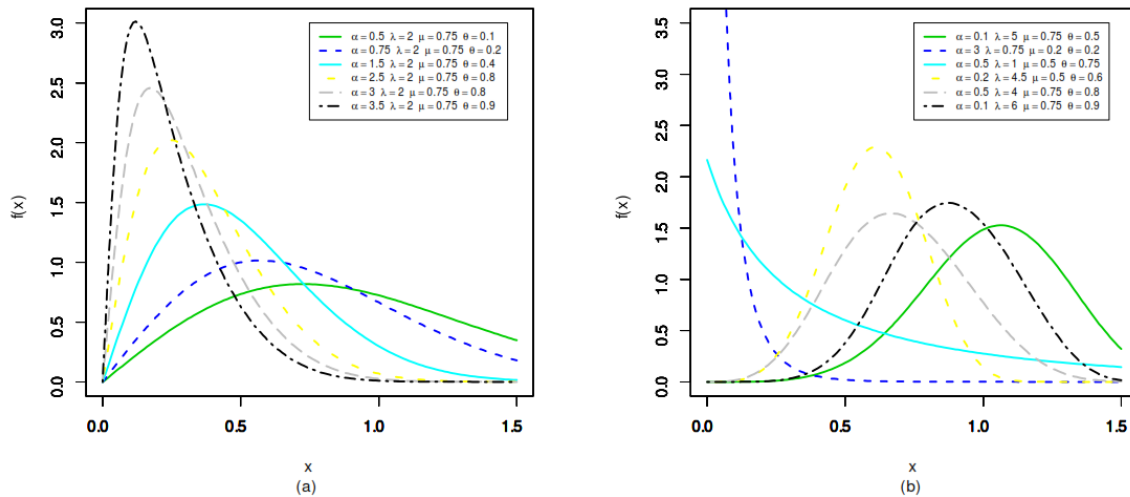 f(x)
0.0 0.5 1.0 1.5 2.0 2.5 3.0
α=0.5 λ=2 μ=0.75 θ=0.1
α=0.75 λ=2 μ=0.75 θ=0.2
α=1.5 λ=2 μ=0.75 θ=0.4
α=2.5 λ=2 μ=0.75 θ=0.8
α=3 λ=2 μ=0.75 θ=0.8
α=3.5 λ=2 μ=0.75 θ=0.9
0.0 0.5 1.0 1.5
x
(a)
f(x)
0.0 0.5 1.0 1.5 2.0 2.5 3.0 3.5
α=0.1 λ=5 μ=0.75 θ=0.5
α=3 λ=0.75 μ=0.2 θ=0.2
α=0.5 λ=1 μ=0.5 θ=0.75
α=0.2 λ=4.5 μ=0.5 θ=0.6
α=0.5 λ=4 μ=0.75 θ=0.8
α=0.1 λ=6 μ=0.75 θ=0.9
0.0 0.5 1.0 1.5
x
(b)